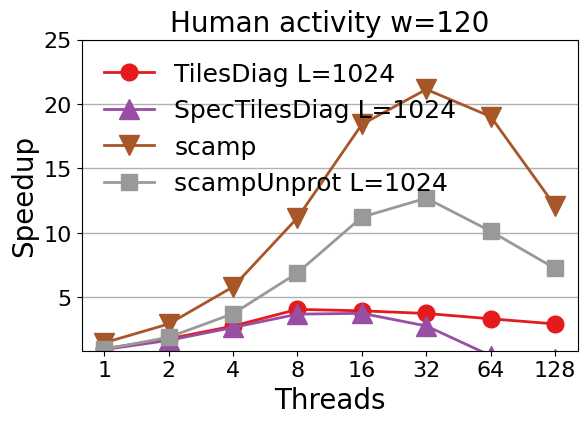 Human activity w=120
25
20
15
10
5
Speedup
TilesDiag L=1024
SpecTilesDiag L=1024
scamp
scampUnprot L=1024
1 2 4 8 16 32 64 128
Threads